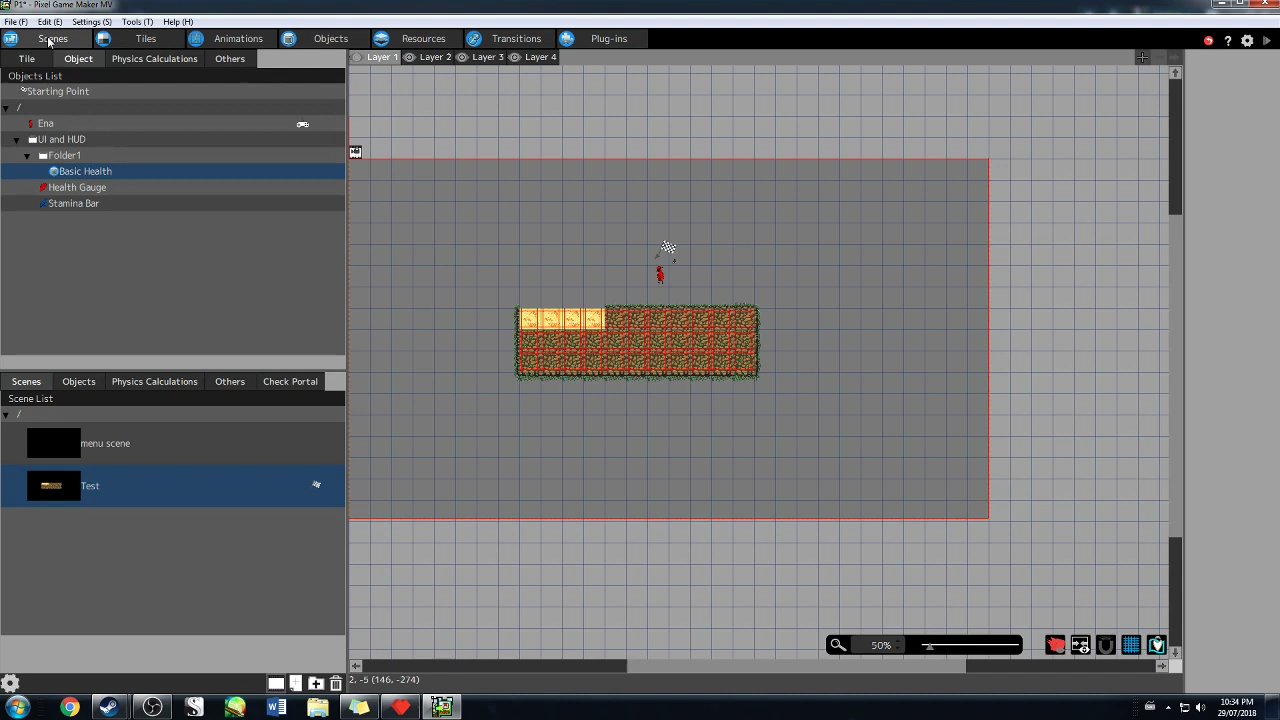 P1* - Pixel Game Maker MV
File (F) Edit (E) Settings (S) Tools (T) Help (H)
Scenes Tiles Animations Objects Resources Transitions Plug-ins
Tile Object Physical Calculations Others
Layer 1 Layer 2 Layer 3 Layer 4
Objects List
Starting Point
/
Ena
UI and HUD
Folder1
Basic Health
Health Gauge
Stamina Bar
Scenes Objects Physics Calculations Others Check Portal
Scene List
/
menu scene
Test
50%
2, -5 (146, -274)
10:34 PM
29/07/2018